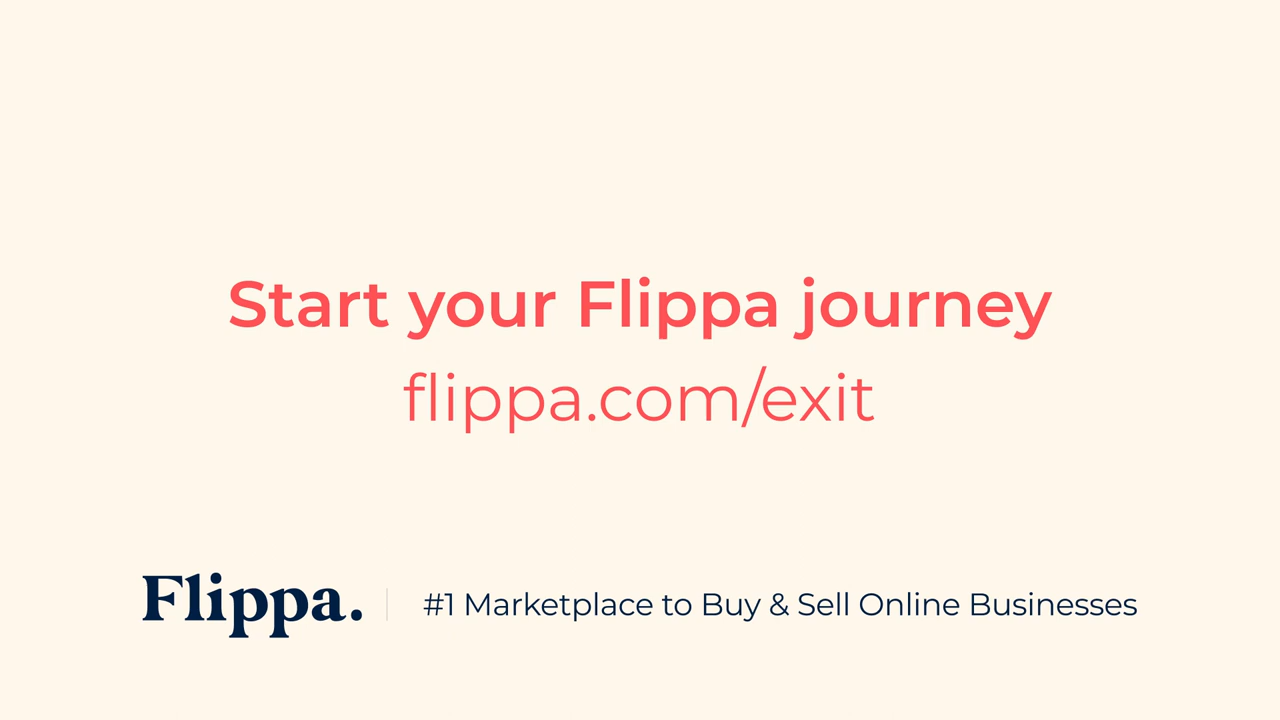 Start your Flippa journey
flippa.com/exit
Flippa. #1 Marketplace to Buy & Sell Online Businesses